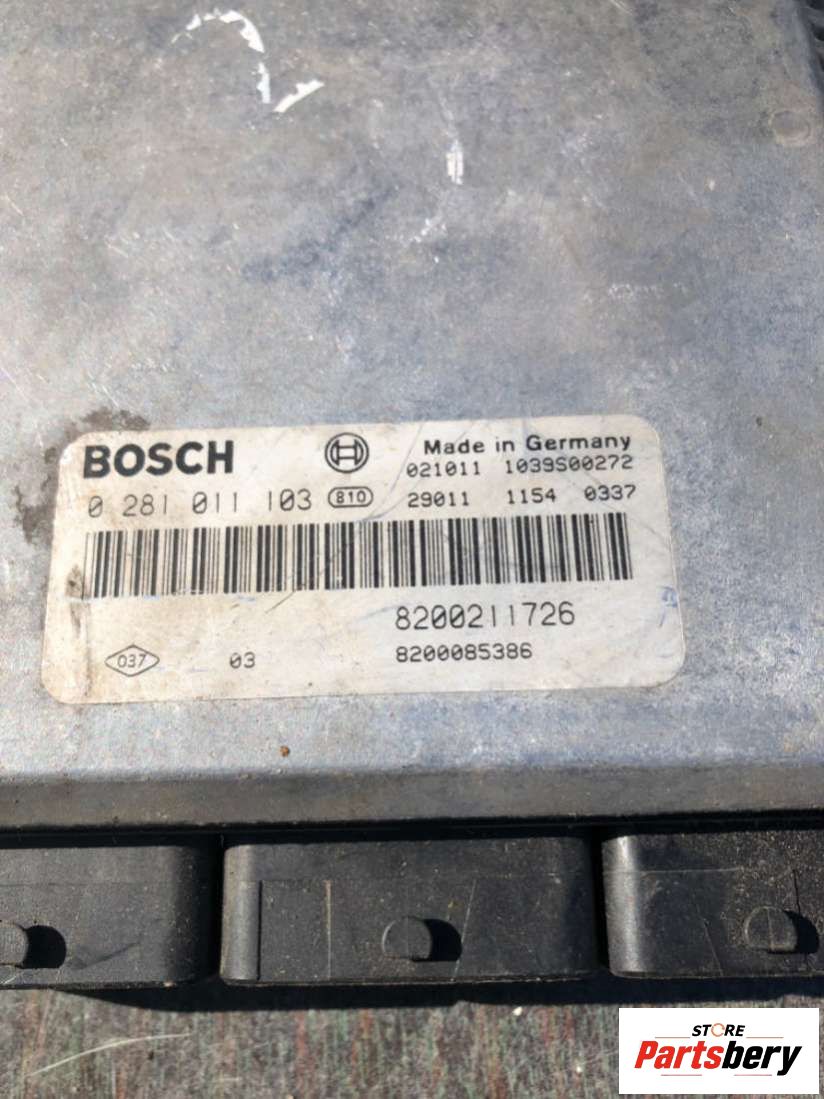 BOSCH
Made in Germany
021011 1039S00272
0 281 011 103 810 29011 1154 0337
8200211726
037 03 8200085386
STORE
Partsbery